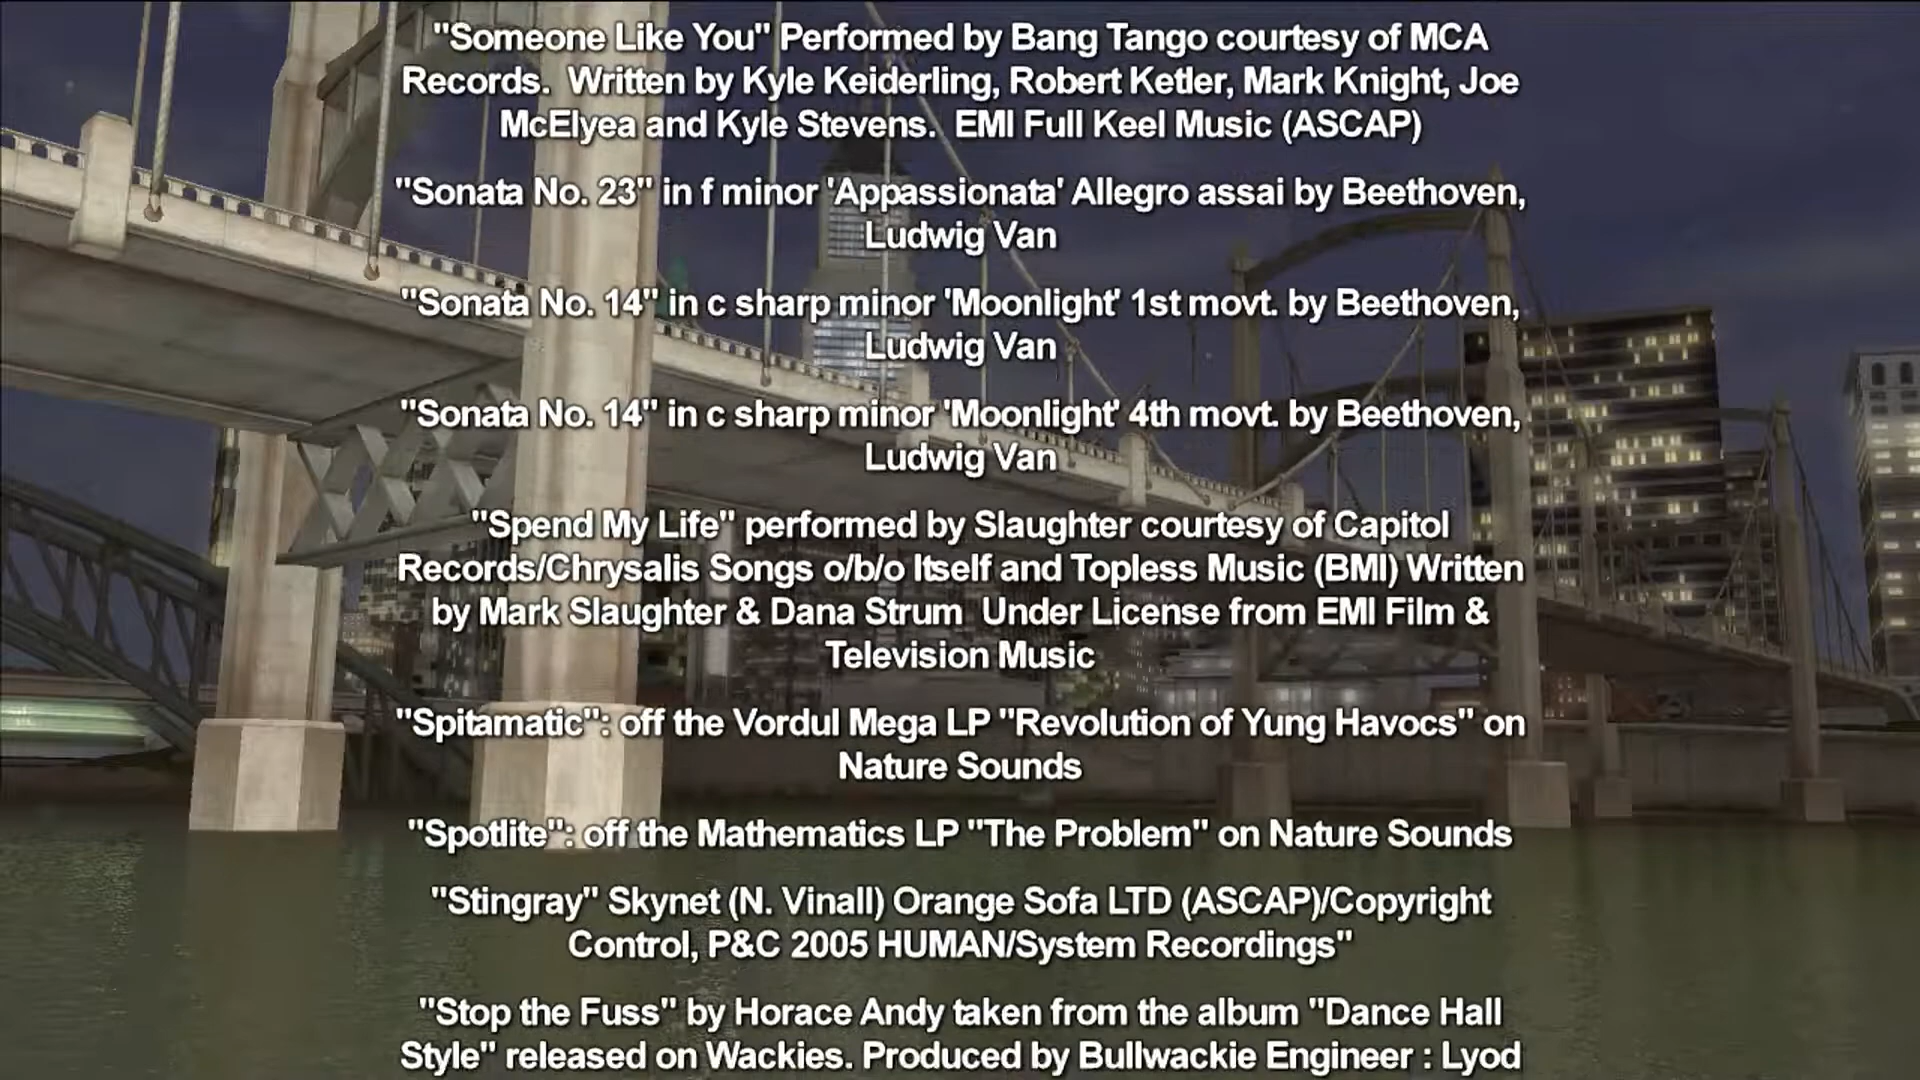 "Someone Like You" Performed by Bang Tango courtesy of MCA
Records.  Written by Kyle Keiderling, Robert Ketler, Mark Knight, Joe
McElyea and Kyle Stevens.  EMI Full Keel Music (ASCAP)
"Sonata No. 23" in f minor 'Appassionata' Allegro assai by Beethoven,
Ludwig Van
"Sonata No. 14" in c sharp minor 'Moonlight' 1st movt. by Beethoven,
Ludwig Van
"Sonata No. 14" in c sharp minor 'Moonlight' 4th movt. by Beethoven,
Ludwig Van
"Spend My Life" performed by Slaughter courtesy of Capitol
Records/Chrysalis Songs o/b/o Itself and Topless Music (BMI) Written
by Mark Slaughter & Dana Strum  Under License from EMI Film &
Television Music
"Spitamatic": off the Vordul Mega LP "Revolution of Yung Havocs" on
Nature Sounds
"Spotlite": off the Mathematics LP "The Problem" on Nature Sounds
"Stingray" Skynet (N. Vinall) Orange Sofa LTD (ASCAP)/Copyright
Control, P&C 2005 HUMAN/System Recordings"
"Stop the Fuss" by Horace Andy taken from the album "Dance Hall
Style" released on Wackies. Produced by Bullwackie Engineer : Lyod